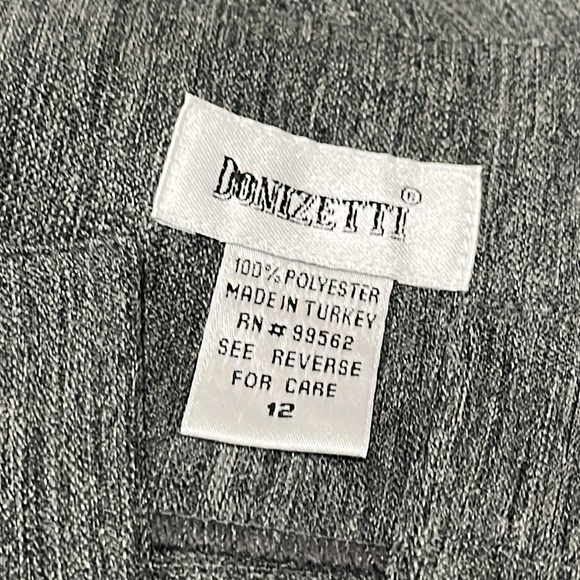 DONIZETTI®
100% POLYESTER
MADE IN TURKEY
RN # 99562
SEE REVERSE
FOR CARE
12